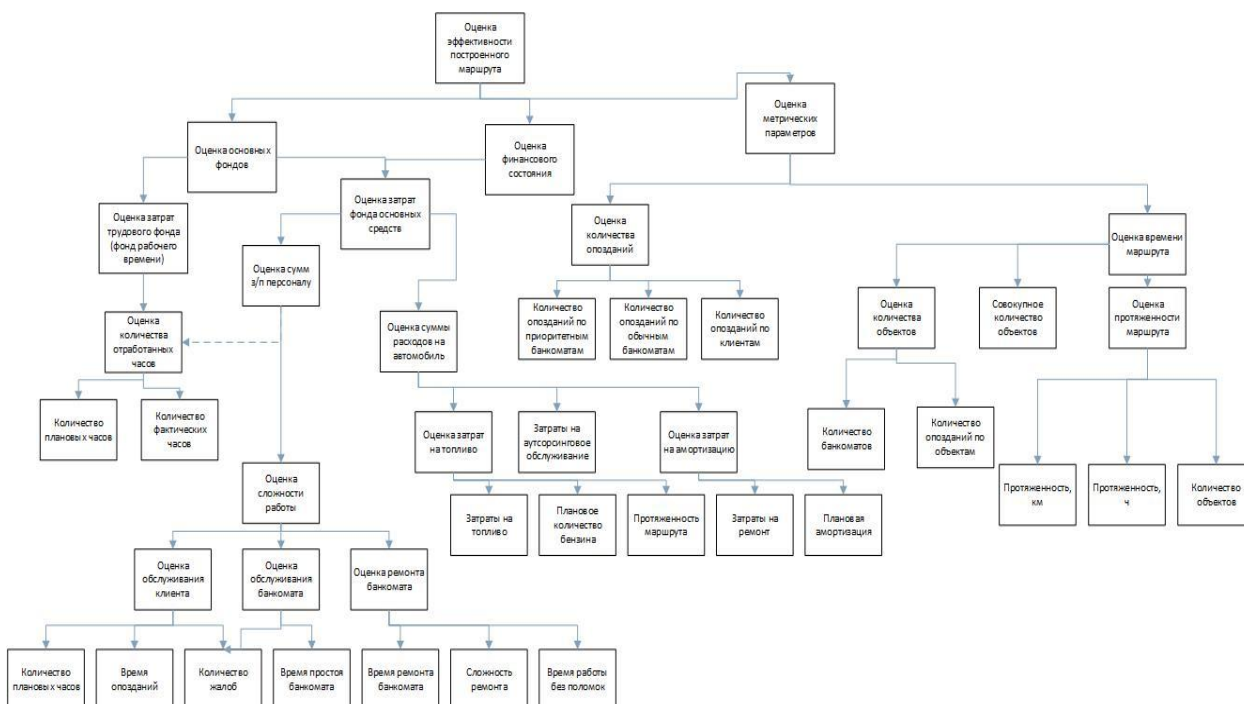 Оценка
эффективности
построенного
маршрута
Оценка
метрических
параметров
Оценка основных
фондов
Оценка
финансового
состояния
Оценка затрат
фонда основных
средств
Оценка затрат
трудового фонда
(фонд рабочего
времени)
Оценка
количества
опозданий
Оценка времени
маршрута
Оценка сумм
з/п персоналу
Оценка
количества
отработанных
часов
Оценка суммы
расходов на
автомобиль
Количество
опозданий по
приоритетным
банкоматам
Количество
опозданий по
обычным
банкоматам
Количество
опозданий по
клиентам
Оценка
количества
объектов
Совокупное
количество
объектов
Оценка
протяженности
маршрута
Количество
плановых часов
Количество
фактических
часов
Оценка затрат
на топливо
Затраты на
аутсорсинговое
обслуживание
Оценка затрат
на амортизацию
Количество
банкоматов
Количество
опозданий по
объектам
Оценка
сложности
работы
Затраты на
топливо
Плановое
количество
бензина
Протяженность
маршрута
Затраты на
ремонт
Плановая
амортизация
Протяженность,
км
Протяженность,
ч
Количество
объектов
Оценка
обслуживания
клиента
Оценка
обслуживания
банкомата
Оценка ремонта
банкомата
Количество
плановых часов
Время
опозданий
Количество
жалоб
Время простоя
банкомата
Время ремонта
банкомата
Сложность
ремонта
Время работы
без поломок